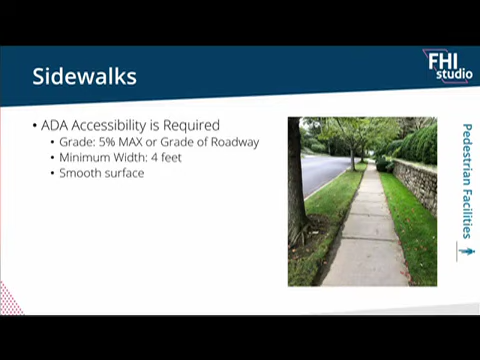 Sidewalks
FHI
studio
• ADA Accessibility is Required
• Grade: 5% MAX or Grade of Roadway
• Minimum Width: 4 feet
• Smooth surface
Pedestrian Facilities